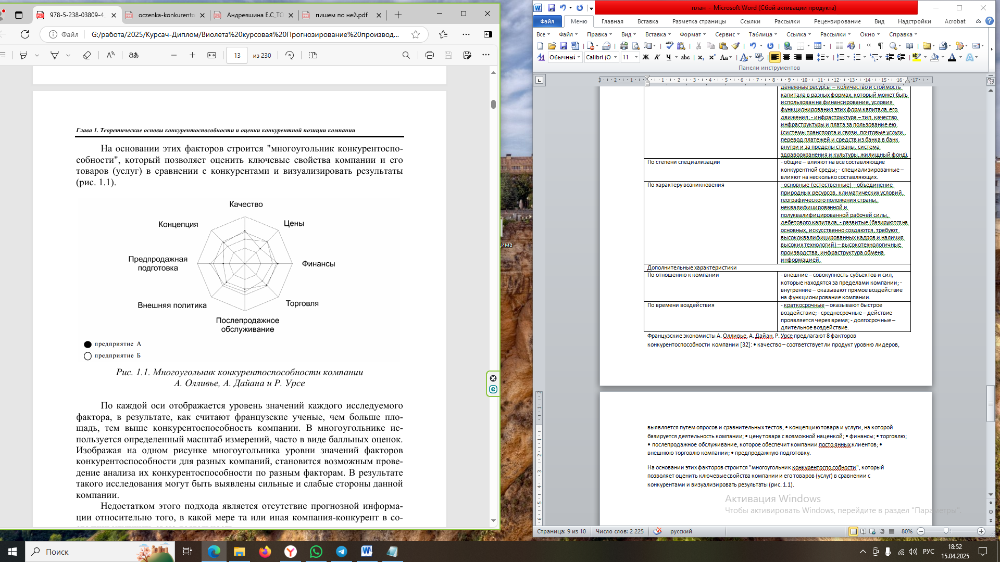 978-5-238-03809-4_
oczenka-konkurento
Андреяшина Е.С_ТО
пишем по ней.pdf
Файл
G:/работа/2025/Курсач-Диплом/Виолета%20курсовая%20Прогнозирование%20производ...
13
из 230
Глава 1. Теоретические основы конкурентоспособности и оценки конкурентной позиции компании
На основании этих факторов строится "многоугольник конкурентоспо-
собности", который позволяет оценить ключевые свойства компании и его
товаров (услуг) в сравнении с конкурентами и визуализировать результаты
(рис. 1.1).
Качество
Концепция
Цены
Предпродажная
подготовка
Финансы
Внешняя политика
Торговля
Послепродажное
обслуживание
предприятие А
предприятие Б
Рис. 1.1. Многоугольник конкурентоспособности компании
А. Олливье, А. Дайана и Р. Урсе
По каждой оси отображается уровень значений каждого исследуемого
фактора, в результате, как считают французские ученые, чем больше пло-
щадь, тем выше конкурентоспособность компании. В многоугольнике ис-
пользуется определенный масштаб измерений, часто в виде балльных оценок.
Изображая на одном рисунке многоугольника уровни значений факторов
конкурентоспособности для разных компаний, становится возможным прове-
дение анализа их конкурентоспособности по разным факторам. В результате
такого исследования могут быть выявлены сильные и слабые стороны данной
компании.
Недостатком этого подхода является отсутствие прогнозной информа-
ции относительно того, в какой мере та или иная компания-конкурент в со-
план - Microsoft Word (Сбой активации продукта)
Файл
Меню
Главная
Вставка
Разметка страницы
Ссылки
Рассылки
Рецензирование
Вид
Надстройки
Acrobat
Все
Файл
Правка
Вид
Вставка
Формат
Сервис
Таблица
Ссылка
Рассылки
Окно
Справка
Обычный
Calibri (О
11
Панели инструментов
денежные ресурсы – количество и стоимость
капитала в разных формах, который может быть
использован на финансирование, условия
функционирования этих форм капитала, его
движения; - инфраструктура – тип, качество
инфраструктуры и плата за пользование ею
(системы транспорта и связи, почтовые услуги,
перевод платежей и средств из банка в банк
внутри и за пределы страны, система
здравоохранения и культуры, жилищный фонд).
По степени специализации
- общие – влияют на все составляющие
конкурентной среды; - специализированные –
влияют на несколько составляющих.
По характеру возникновения
- основные (естественные) – объединение
природных ресурсов, климатических условий,
географического положения страны,
неквалифицированной и
полуквалифицированной рабочей силы,
дебетового капитала; - развитые (базируются на
основных, искусственно создаются, требуют
высококвалифицированных кадров и наличия
высоких технологий) – высокотехнологичные
производства, инфраструктура обмена
информацией.
Дополнительные характеристики
По отношению к компании
- внешние – совокупность субъектов и сил,
которые находятся за пределами компании; -
внутренние – оказывают прямое воздействие
на функционирование компании.
По времени воздействия
- краткосрочные – оказывают быстрое
воздействие; - среднесрочные – действие
проявляется через время; - долгосрочные –
длительное воздействие.
Французские экономисты А. Олливье, А. Дайан, Р. Урсе предлагают 8 факторов
конкурентоспособности компании [32]: • качество – соответствует ли продукт уровню лидеров,
выявляется путем опросов и сравнительных тестов; • концепцию товара и услуги, на которой
базируется деятельность компании; • цену товара с возможной наценкой; • финансы; • торговлю;
• послепродажное обслуживание, которое обеспечит компании посто янных клиентов; •
внешнюю торговлю компании; • предпродажную подготовку.
На основании этих факторов строится "многоугольник конкурентоспо собности", который
позволяет оценить ключевые свойства компании и его товаров (услуг) в сравнении с
конкурентами и визуализировать результаты (рис. 1.1).
Активация Windows
Чтобы активировать Windows, перейдите в раздел "Параметры".
Страница: 9 из 10
Число слов: 2 225
русский
80%
Поиск
РУС
18:52
15.04.2025